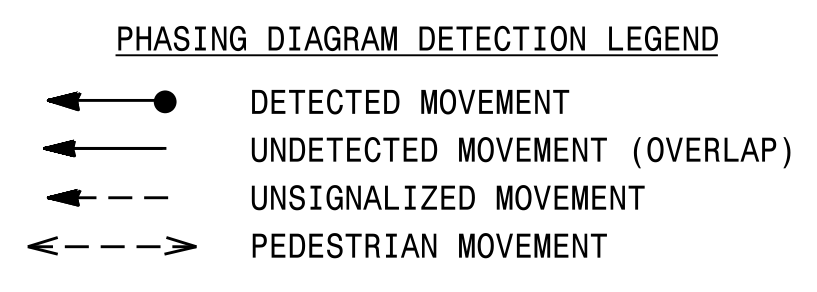 PHASING DIAGRAM DETECTION LEGEND
DETECTED MOVEMENT
UNDETECTED MOVEMENT (OVERLAP)
UNSIGNALIZED MOVEMENT
PEDESTRIAN MOVEMENT